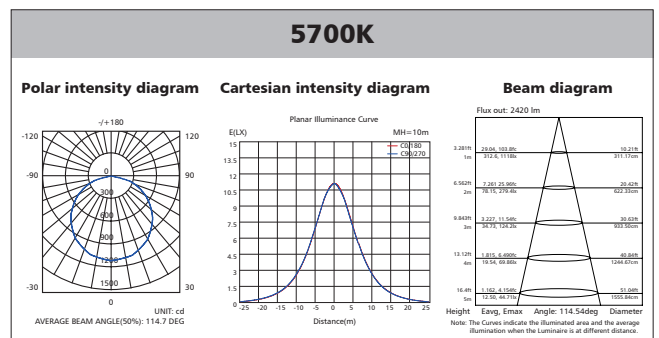 5700K
Polar intensity diagram
-/+180
-120
120
-90
90
-30
30
0
300
600
900
1200
1500
0
UNIT: cd
AVERAGE BEAM ANGLE(50%): 114.7 DEG
Cartesian intensity diagram
Planar Illuminance Curve
E(LX)
MH=10m
C0/180
C90/270
15
13.5
12
10.5
9
7.5
6
4.5
3
1.5
0
-25 -20 -15 -10 -5 0 5 10 15 20 25
Distance(m)
Beam diagram
Flux out: 2420 lm
3.281ft 29.04, 103.8fc 10.21ft
1m 312.6, 1118lx 311.17cm
6.562ft 7.261 25.96fc 20.42ft
2m 78.15, 279.4lx 622.33cm
9.843ft 3.227, 11.54fc 30.63ft
3m 34.73, 124.2lx 933.50cm
13.12ft 1.815, 6.490fc 40.84ft
4m 19.54, 69.86lx 1244.67cm
16.4ft 1.162, 4.154fc 51.04ft
5m 12.50, 44.71lx 1555.84cm
Height Eavg, Emax Angle: 114.54deg Diameter
Note: The Curves indicate the illuminated area and the average
illumination when the Luminaire is at different distance.